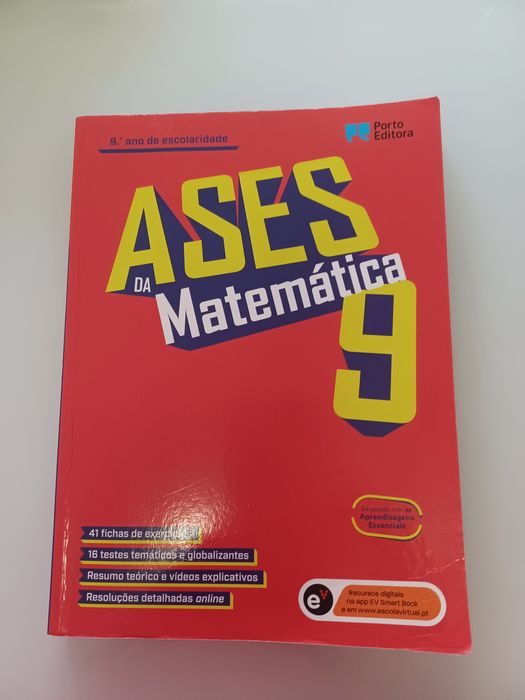 9.º ano de escolaridade
Porto
Editora
ASES
DA
Matemática
9
De acordo com as
Aprendizagens
Essenciais
41 fichas de exercícios
16 testes temáticos e globalizantes
Resumo teórico e vídeos explicativos
Resoluções detalhadas online
e
Recursos digitais
na app EV Smart Book
e em www.escolavirtual.pt